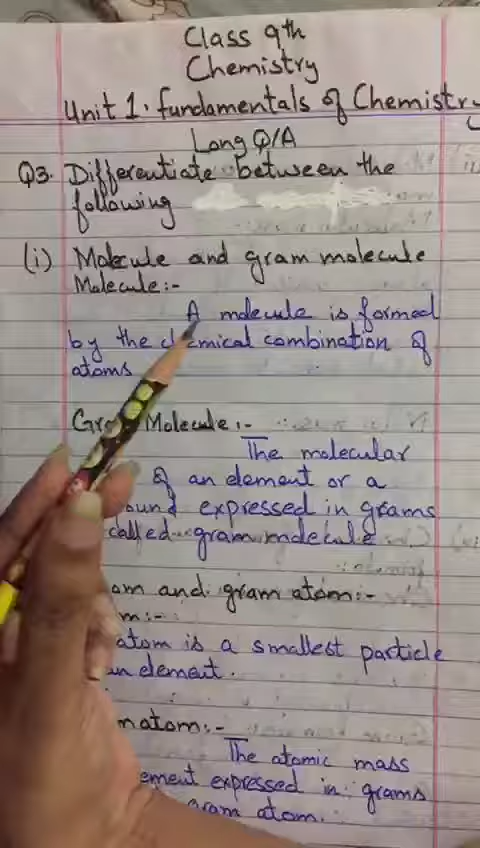 Class 9th
Chemistry
Unit 1. Fundamentals of Chemistry
Long Q/A
Q3. Differentiate between the
following
(i) Molecule and gram molecule
Molecule:-
A molecule is formed
by the chemical combination of
atoms
Molecule:-
The molecular
of an element or a
expressed in grams
called gram molecule
and gram atom:-
atom is a smallest particle
element.
The atomic mass
expressed in grams
gram atom.